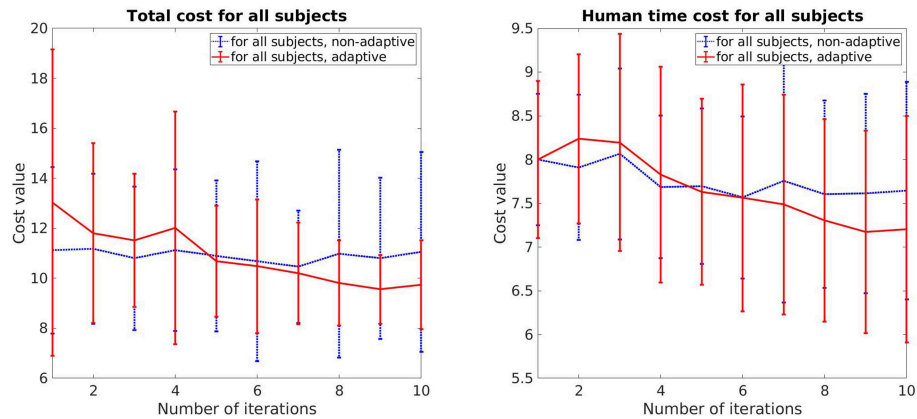 Total cost for all subjects
20
18
16
14
12
10
8
6
Cost value
for all subjects, non-adaptive
for all subjects, adaptive
2 4 6 8 10
Number of iterations
Human time cost for all subjects
9.5
9
8.5
8
7.5
7
6.5
6
5.5
Cost value
for all subjects, non-adaptive
for all subjects, adaptive
2 4 6 8 10
Number of iterations